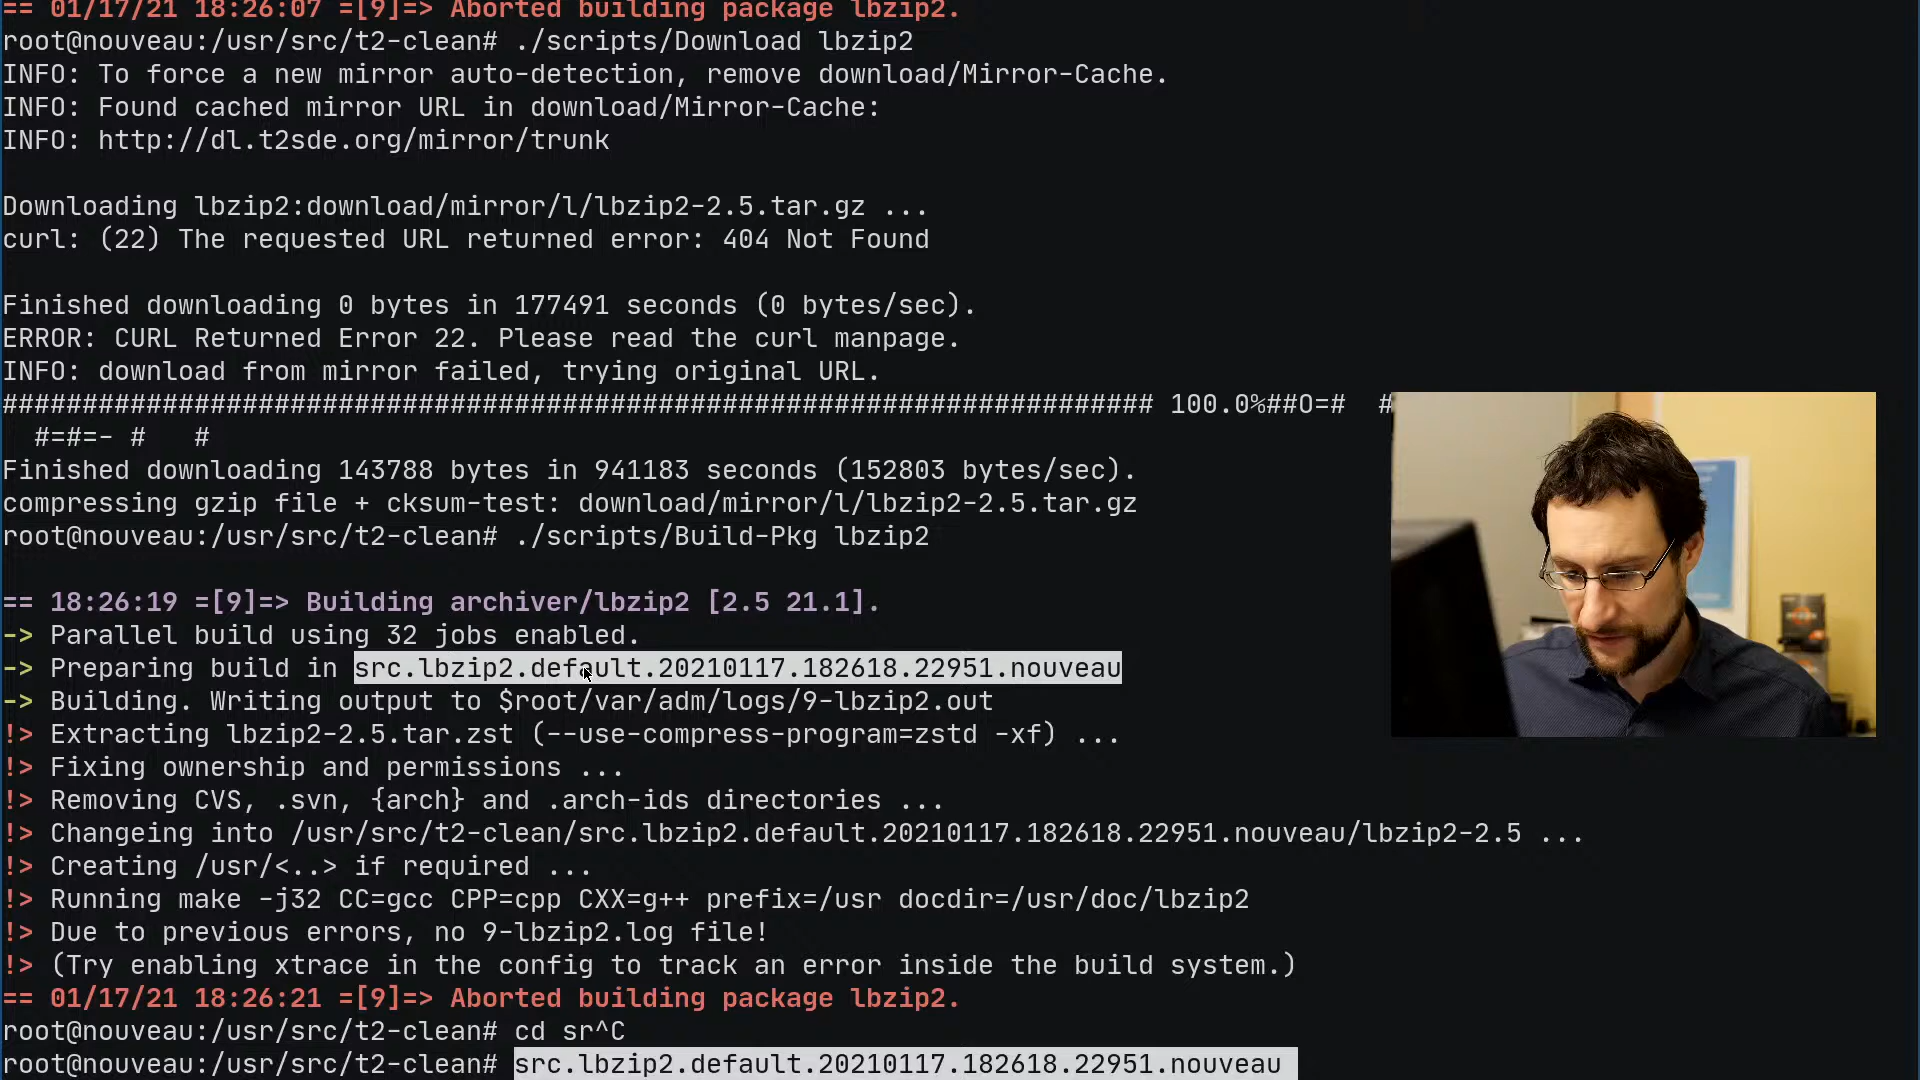 == 01/17/21 18:26:07 =[9]=> Aborted building package lbzip2.
root@nouveau:/usr/src/t2-clean# ./scripts/Download lbzip2
INFO: To force a new mirror auto-detection, remove download/Mirror-Cache.
INFO: Found cached mirror URL in download/Mirror-Cache:
INFO: http://dl.t2sde.org/mirror/trunk
Downloading lbzip2:download/mirror/l/lbzip2-2.5.tar.gz ...
curl: (22) The requested URL returned error: 404 Not Found
Finished downloading 0 bytes in 177491 seconds (0 bytes/sec).
ERROR: CURL Returned Error 22. Please read the curl manpage.
INFO: download from mirror failed, trying original URL.
######################################################################## 100.0%##O=#  #
  #=#=- #   #
Finished downloading 143788 bytes in 941183 seconds (152803 bytes/sec).
compressing gzip file + cksum-test: download/mirror/l/lbzip2-2.5.tar.gz
root@nouveau:/usr/src/t2-clean# ./scripts/Build-Pkg lbzip2
== 18:26:19 =[9]=> Building archiver/lbzip2 [2.5 21.1].
-> Parallel build using 32 jobs enabled.
-> Preparing build in src.lbzip2.default.20210117.182618.22951.nouveau
-> Building. Writing output to $root/var/adm/logs/9-lbzip2.out
!> Extracting lbzip2-2.5.tar.zst (--use-compress-program=zstd -xf) ...
!> Fixing ownership and permissions ...
!> Removing CVS, .svn, {arch} and .arch-ids directories ...
!> Changeing into /usr/src/t2-clean/src.lbzip2.default.20210117.182618.22951.nouveau/lbzip2-2.5 ...
!> Creating /usr/<..> if required ...
!> Running make -j32 CC=gcc CPP=cpp CXX=g++ prefix=/usr docdir=/usr/doc/lbzip2
!> Due to previous errors, no 9-lbzip2.log file!
!> (Try enabling xtrace in the config to track an error inside the build system.)
== 01/17/21 18:26:21 =[9]=> Aborted building package lbzip2.
root@nouveau:/usr/src/t2-clean# cd sr^C
root@nouveau:/usr/src/t2-clean# src.lbzip2.default.20210117.182618.22951.nouveau